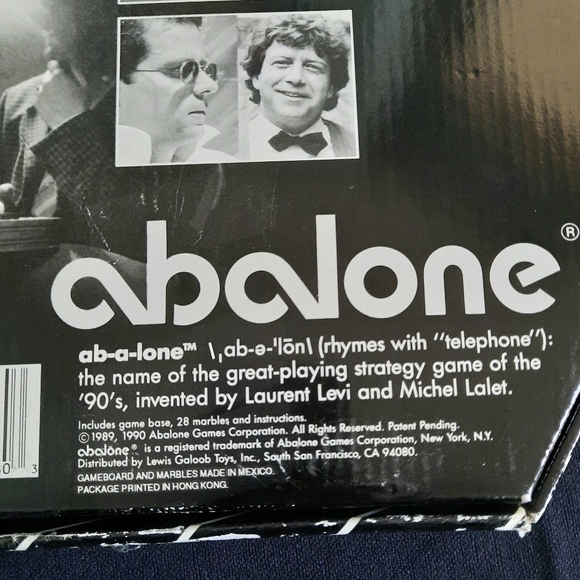 abalone®
ab-a-lone™ \ˌab-ə-ˈlōn\ (rhymes with "telephone"):
the name of the great-playing strategy game of the
'90's, invented by Laurent Levi and Michel Lalet.
Includes game base, 28 marbles and instructions.
© 1989, 1990 Abalone Games Corporation. All Rights Reserved. Patent Pending.
abalone® is a registered trademark of Abalone Games Corporation, New York, N.Y.
Distributed by Lewis Galoob Toys, Inc., South San Francisco, CA 94080.
GAMEBOARD AND MARBLES MADE IN MEXICO.
PACKAGE PRINTED IN HONG KONG.
0 3